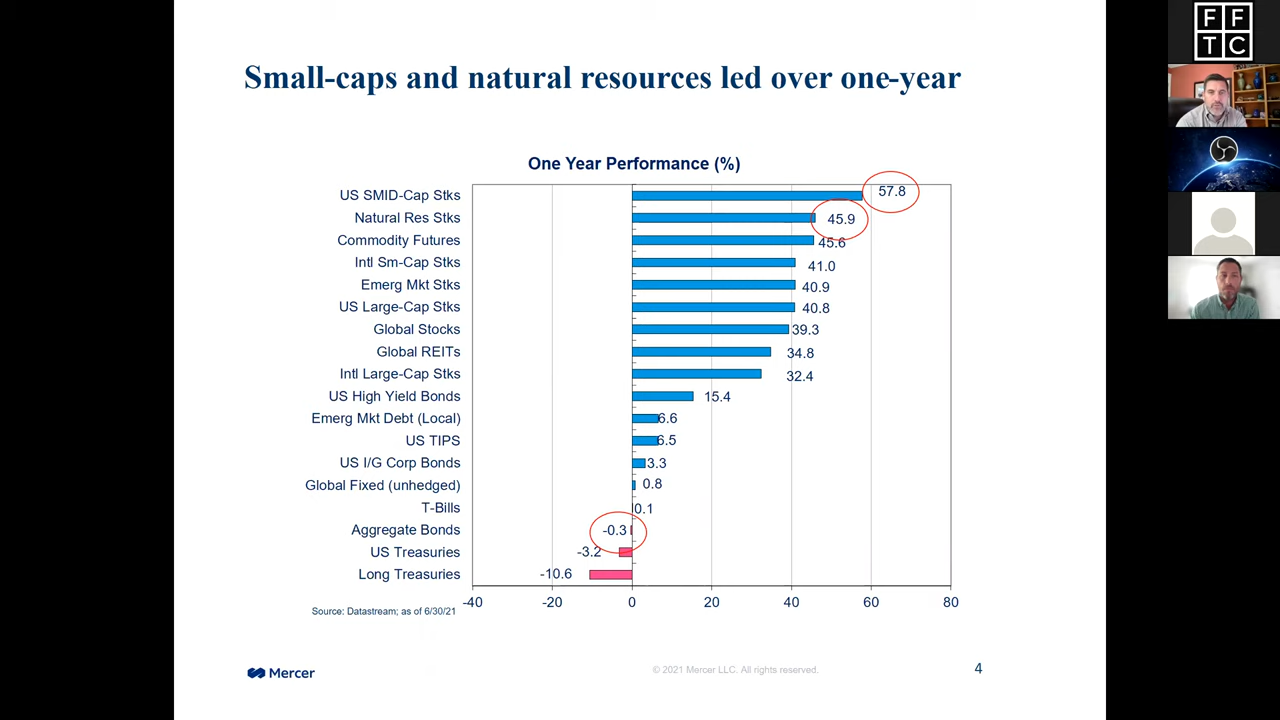 Small-caps and natural resources led over one-year
One Year Performance (%)
US SMID-Cap Stks 57.8
Natural Res Stks 45.9
Commodity Futures 45.6
Intl Sm-Cap Stks 41.0
Emerg Mkt Stks 40.9
US Large-Cap Stks 40.8
Global Stocks 39.3
Global REITs 34.8
Intl Large-Cap Stks 32.4
US High Yield Bonds 15.4
Emerg Mkt Debt (Local) 6.6
US TIPS 6.5
US I/G Corp Bonds 3.3
Global Fixed (unhedged) 0.8
T-Bills 0.1
Aggregate Bonds -0.3
US Treasuries -3.2
Long Treasuries -10.6
-40 -20 0 20 40 60 80
Source: Datastream; as of 6/30/21
Mercer
© 2021 Mercer LLC. All rights reserved.
4
F F
T C